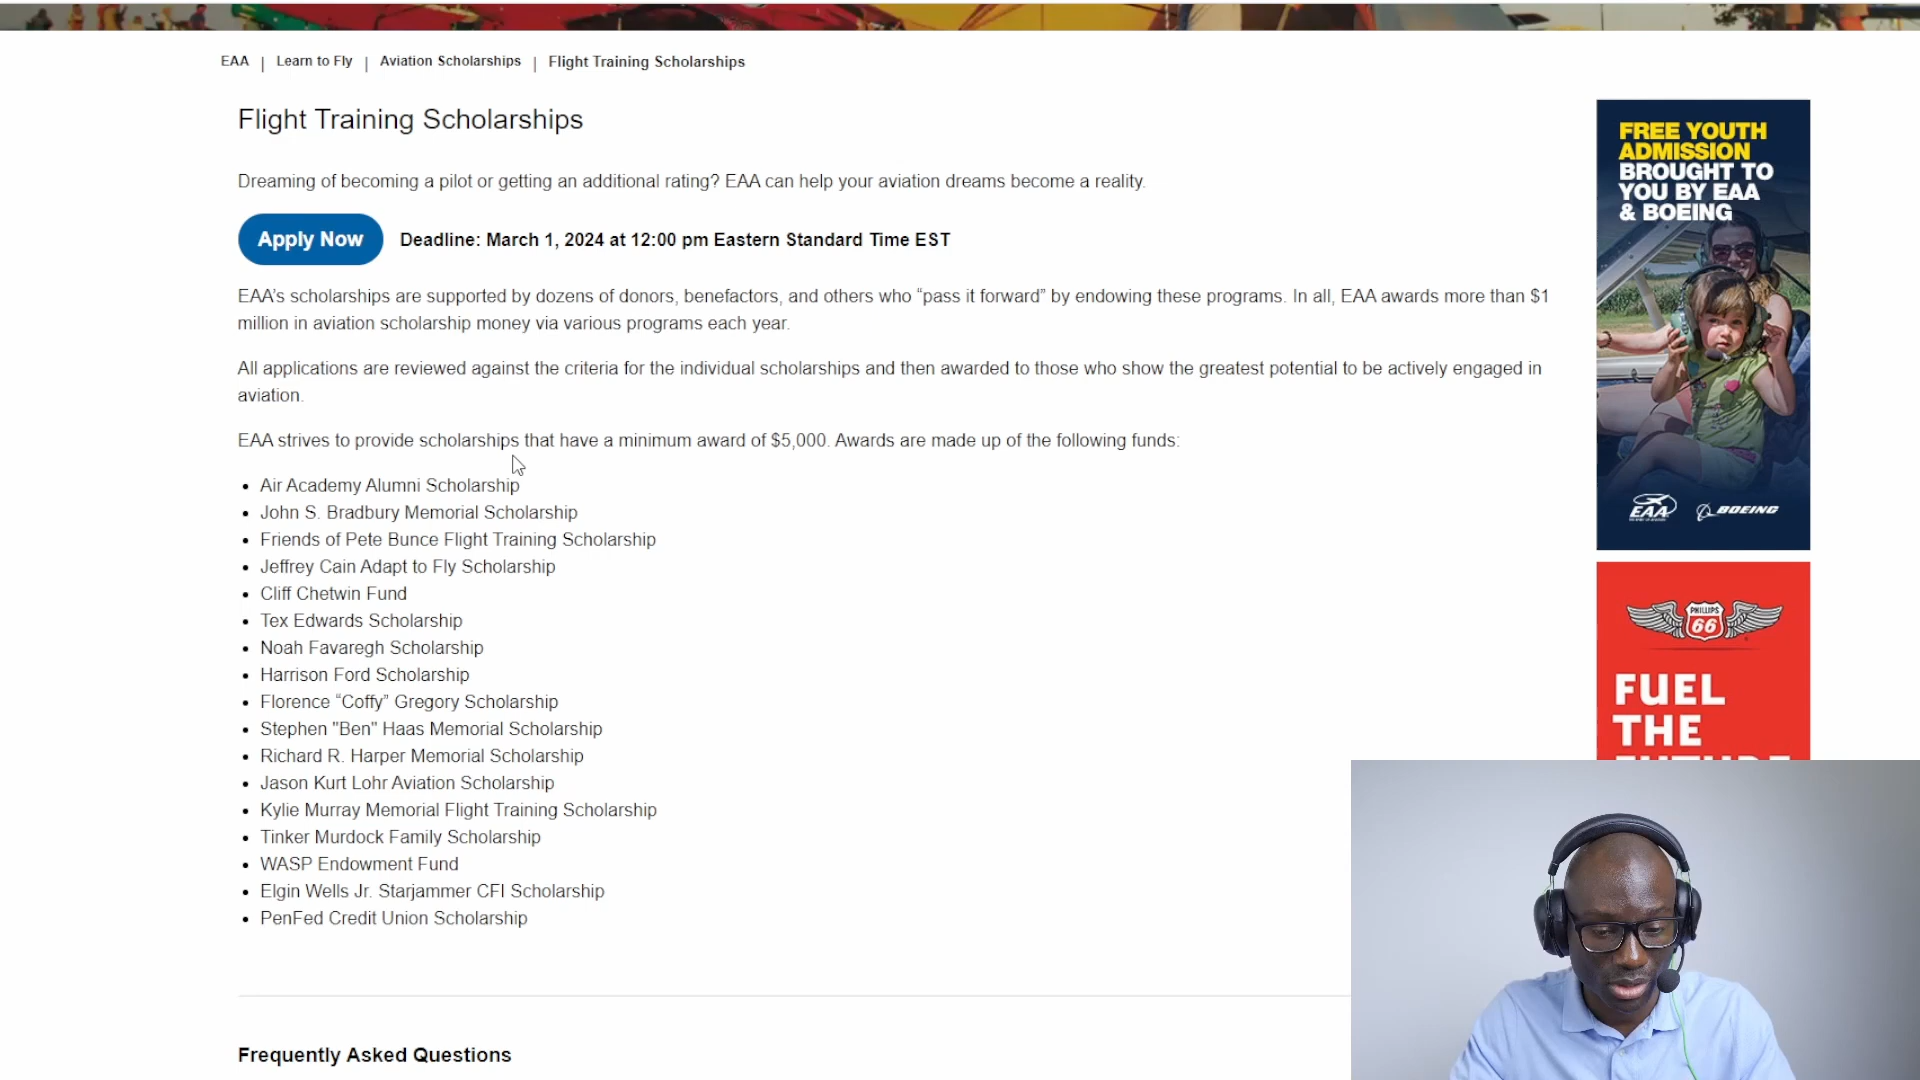 EAA | Learn to Fly | Aviation Scholarships | Flight Training Scholarships
Flight Training Scholarships
Dreaming of becoming a pilot or getting an additional rating? EAA can help your aviation dreams become a reality.
Apply Now
Deadline: March 1, 2024 at 12:00 pm Eastern Standard Time EST
EAA's scholarships are supported by dozens of donors, benefactors, and others who “pass it forward” by endowing these programs. In all, EAA awards more than $1
million in aviation scholarship money via various programs each year.
All applications are reviewed against the criteria for the individual scholarships and then awarded to those who show the greatest potential to be actively engaged in
aviation.
EAA strives to provide scholarships that have a minimum award of $5,000. Awards are made up of the following funds:
• Air Academy Alumni Scholarship
• John S. Bradbury Memorial Scholarship
• Friends of Pete Bunce Flight Training Scholarship
• Jeffrey Cain Adapt to Fly Scholarship
• Cliff Chetwin Fund
• Tex Edwards Scholarship
• Noah Favaregh Scholarship
• Harrison Ford Scholarship
• Florence “Coffy” Gregory Scholarship
• Stephen "Ben" Haas Memorial Scholarship
• Richard R. Harper Memorial Scholarship
• Jason Kurt Lohr Aviation Scholarship
• Kylie Murray Memorial Flight Training Scholarship
• Tinker Murdock Family Scholarship
• WASP Endowment Fund
• Elgin Wells Jr. Starjammer CFI Scholarship
• PenFed Credit Union Scholarship
Frequently Asked Questions
FREE YOUTH
ADMISSION
BROUGHT TO
YOU BY EAA
& BOEING
EAA
BOEING
PHILLIPS
66
FUEL
THE